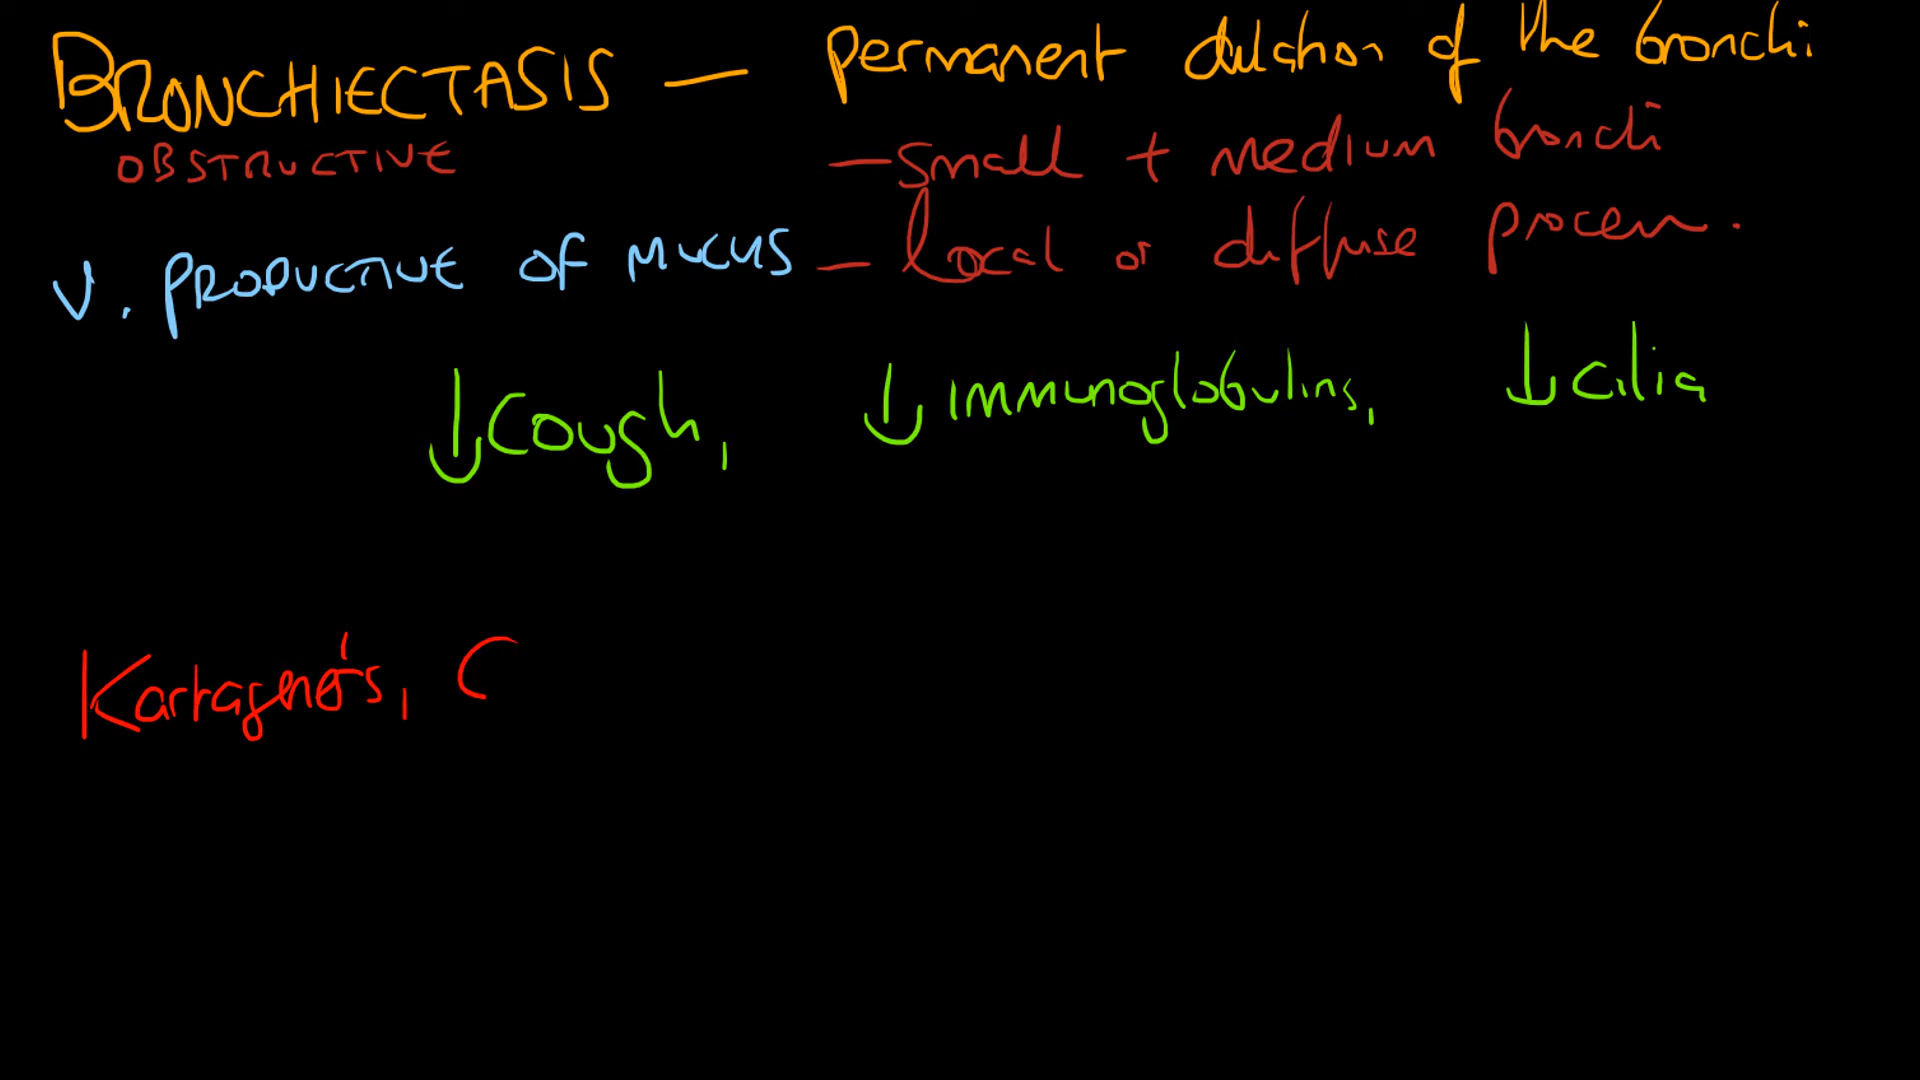 BRONCHIECTASIS — permanent dilation of the bronchi
OBSTRUCTIVE — small + medium bronchi
V. PRODUCTIVE OF MUCUS — local or diffuse process.
↓ cough, ↓ immunoglobulins, ↓ cilia
Kartagener's, C